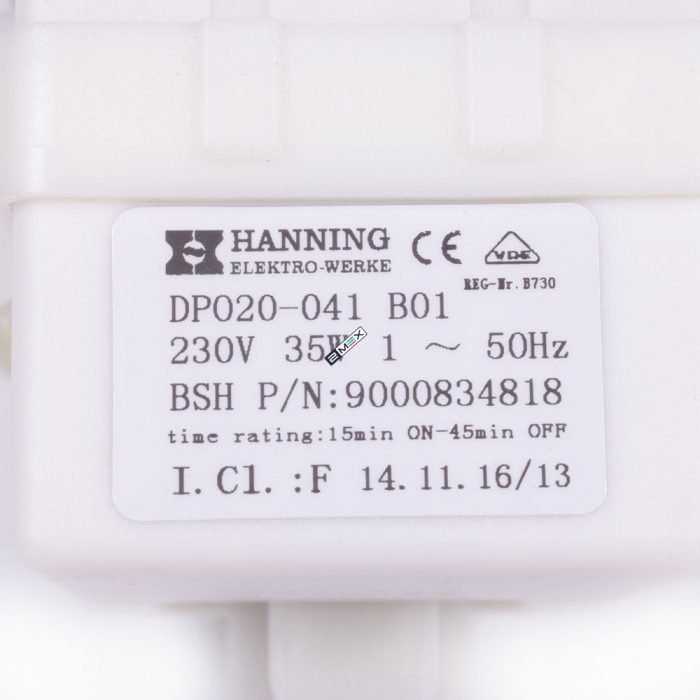 HANNING CE VDE
ELEKTRO-WERKE
REG-Nr. B730
DP020-041 B01
230V 35W 1 ~ 50Hz
EMEX
BSH P/N:9000834818
time rating:15min ON-45min OFF
I.Cl.:F 14.11.16/13